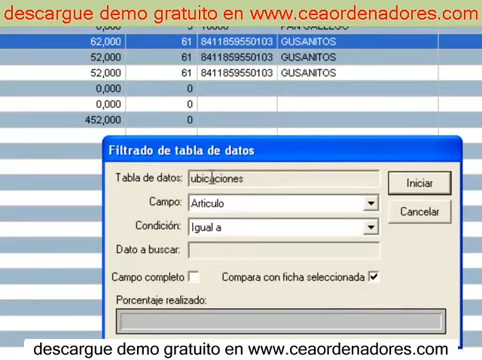 descargue demo gratuito en www.ceaordenadores.com
62,000 61 8411859550103 GUSANITOS
52,000 61 8411859550103 GUSANITOS
52,000 61 8411859550103 GUSANITOS
0,000 0
0,000 0
452,000 0
Filtrado de tabla de datos
Tabla de datos: ubicaciones
Iniciar
Campo: Articulo
Cancelar
Condición: Igual a
Dato a buscar:
Campo completo Compara con ficha seleccionada
Porcentaje realizado:
descargue demo gratuito en www.ceaordenadores.com